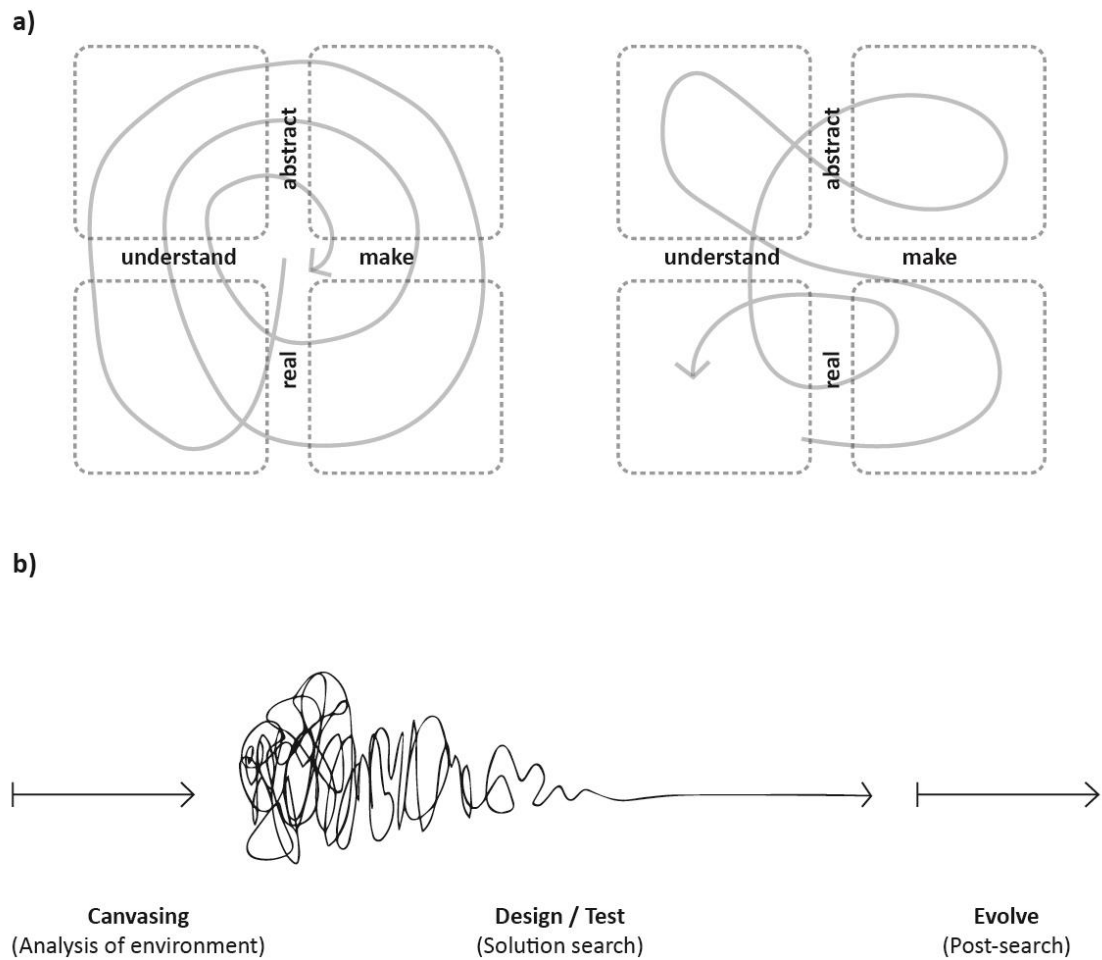 a)
abstract
understand
make
real
abstract
understand
make
real
b)
Canvasing
(Analysis of environment)
Design / Test
(Solution search)
Evolve
(Post-search)